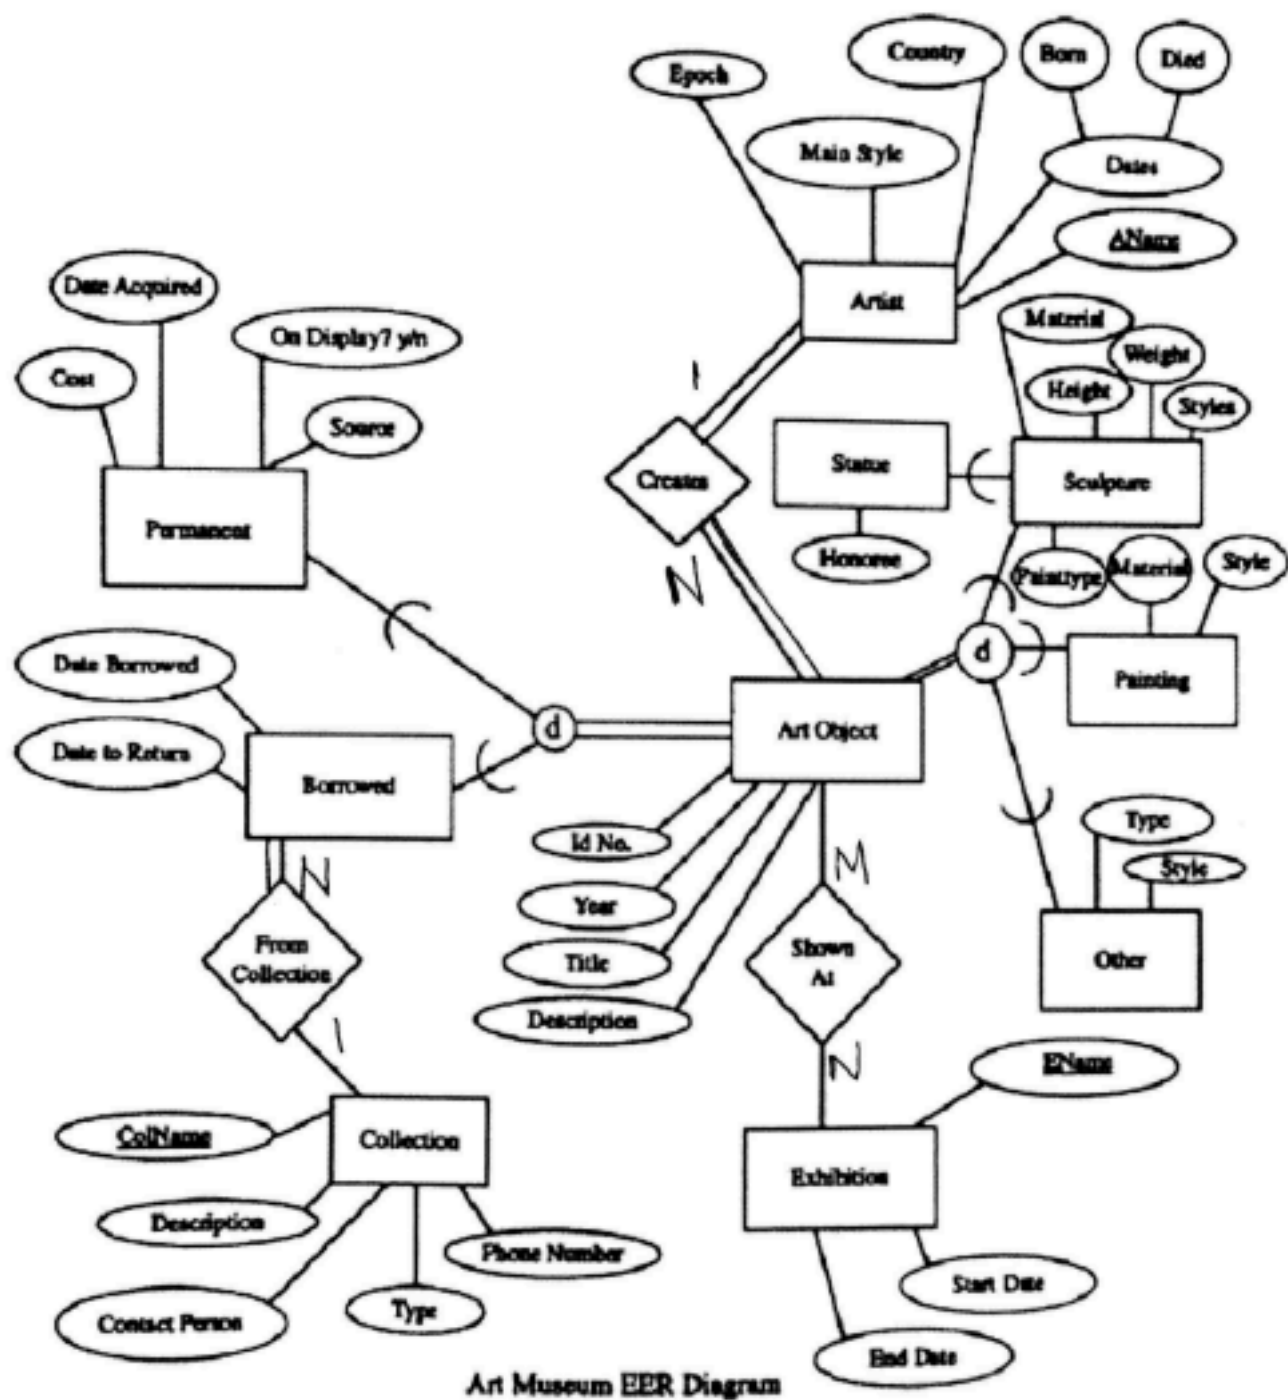 Epoch
Country
Born
Died
Main Style
Dates
AName
Artist
Date Acquired
On Display? y/n
Cost
Source
Permanent
1
Creates
N
Material
Weight
Height
Styles
Statue
Sculpture
Honoree
Painttype
Material
Style
d
Painting
Date Borrowed
Date to Return
Borrowed
d
Art Object
Id No.
Year
Title
Description
M
Shown
At
N
Type
Style
Other
N
From
Collection
1
ColName
Collection
Description
Contact Person
Type
Phone Number
EName
Exhibition
Start Date
End Date
Art Museum EER Diagram